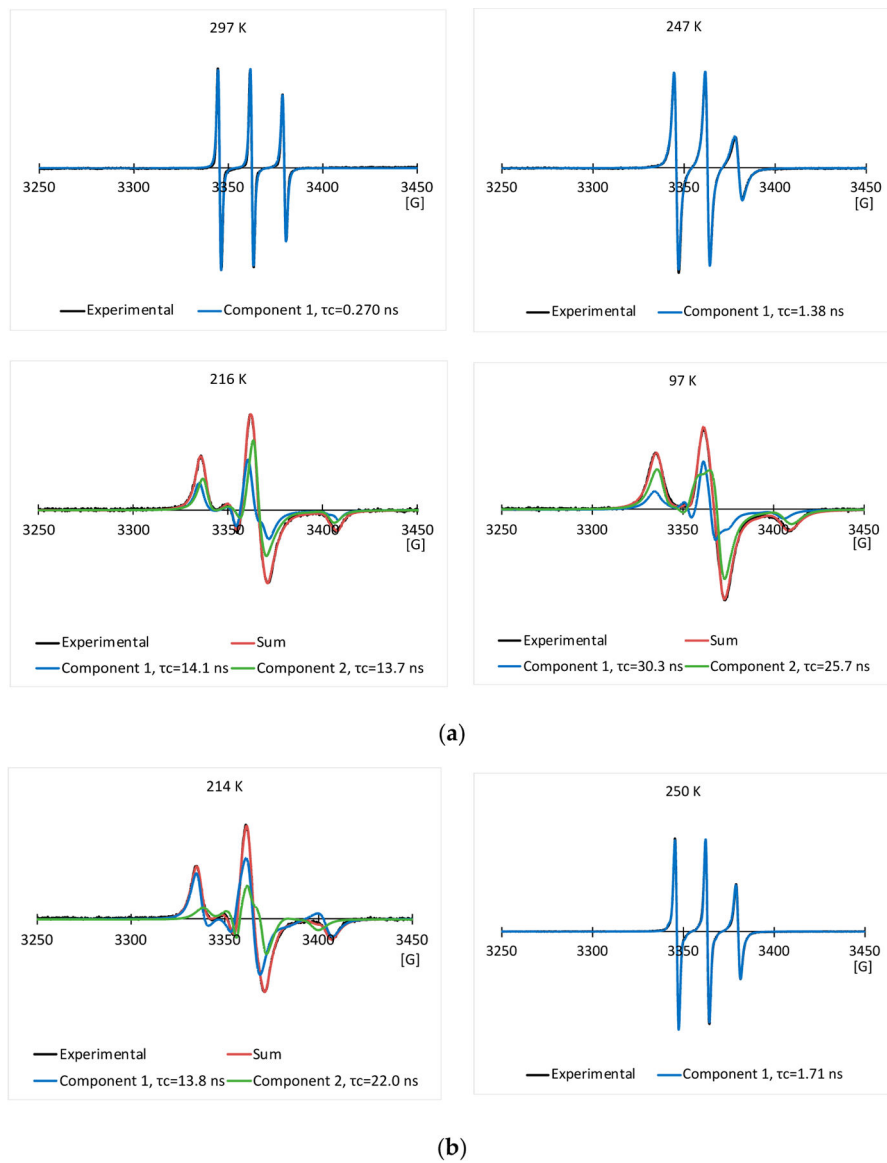 297 K
3250 3300 3350 3400 3450
[G]
Experimental Component 1, τc=0.270 ns
247 K
3250 3300 3350 3400 3450
[G]
Experimental Component 1, τc=1.38 ns
216 K
3250 3300 3350 3400 3450
[G]
Experimental Sum
Component 1, τc=14.1 ns Component 2, τc=13.7 ns
97 K
3250 3300 3350 3400 3450
[G]
Experimental Sum
Component 1, τc=30.3 ns Component 2, τc=25.7 ns
(a)
214 K
3250 3300 3350 3400 3450
[G]
Experimental Sum
Component 1, τc=13.8 ns Component 2, τc=22.0 ns
250 K
3250 3300 3350 3400 3450
[G]
Experimental Component 1, τc=1.71 ns
(b)